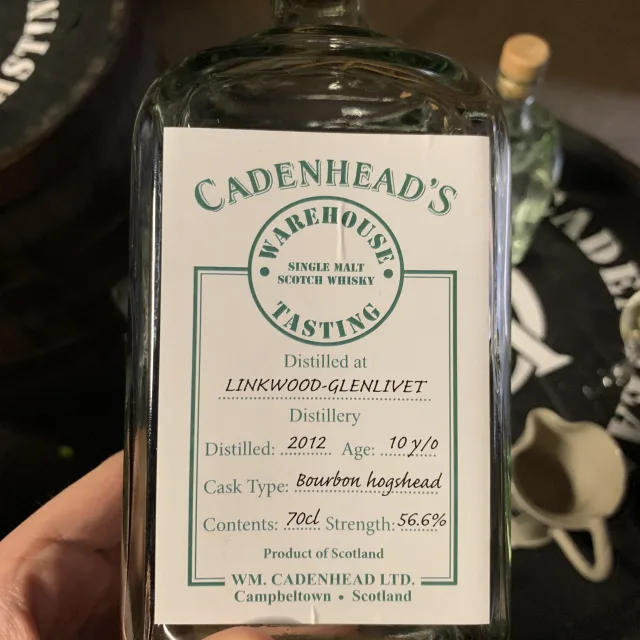 CADENHEAD'S
WAREHOUSE
SINGLE MALT
SCOTCH WHISKY
TASTING
Distilled at
LINKWOOD-GLENLIVET
Distillery
Distilled: 2012 Age: 10 y/o
Cask Type: Bourbon hogshead
Contents: 70cl Strength: 56.6%
Product of Scotland
WM. CADENHEAD LTD.
Campbeltown • Scotland
CADEN